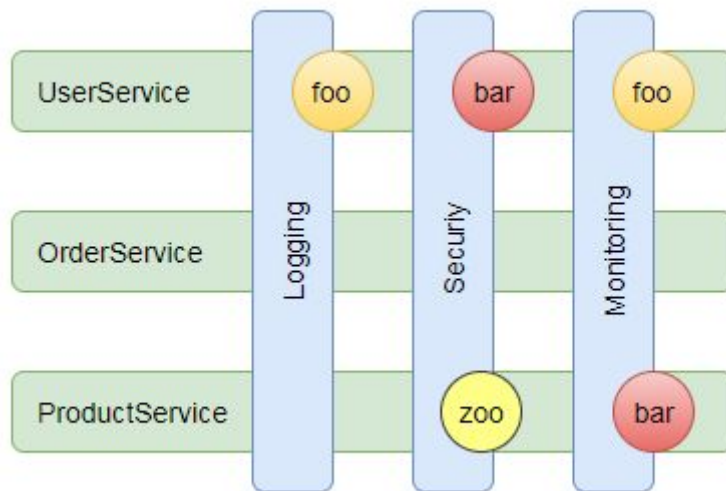 UserService
foo
bar
foo
Logging
Securiy
Monitoring
OrderService
ProductService
zoo
bar